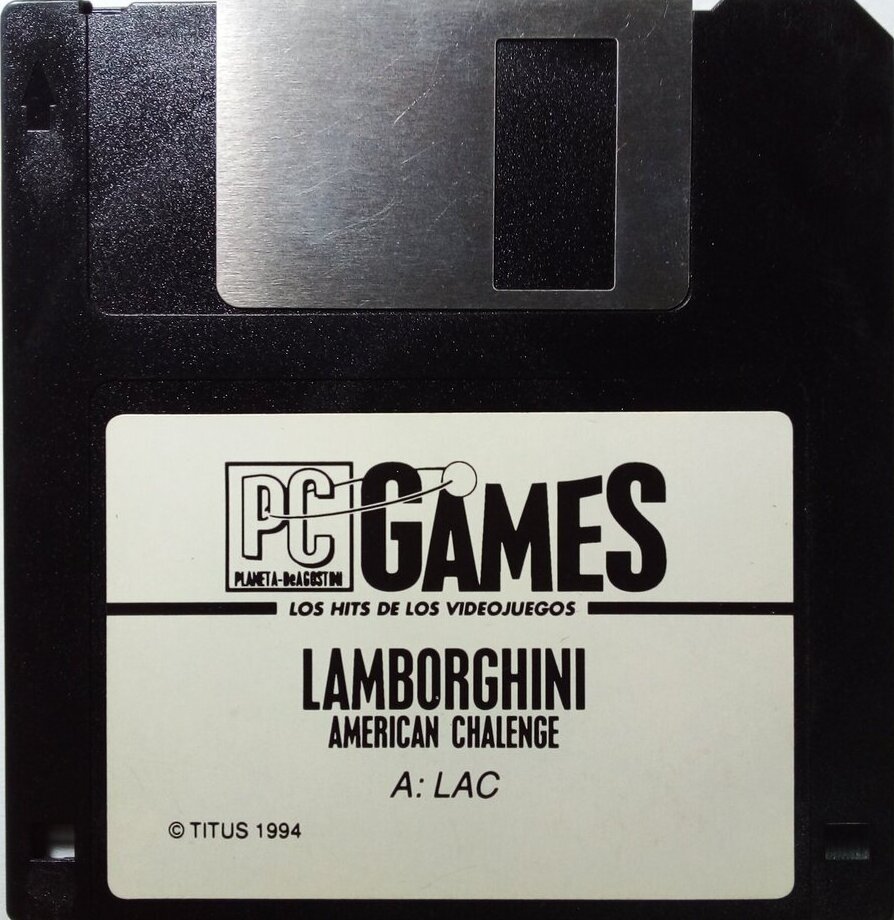 PC GAMES
PLANETA-DeAGOSTINI
LOS HITS DE LOS VIDEOJUEGOS
LAMBORGHINI
AMERICAN CHALENGE
A: LAC
© TITUS 1994